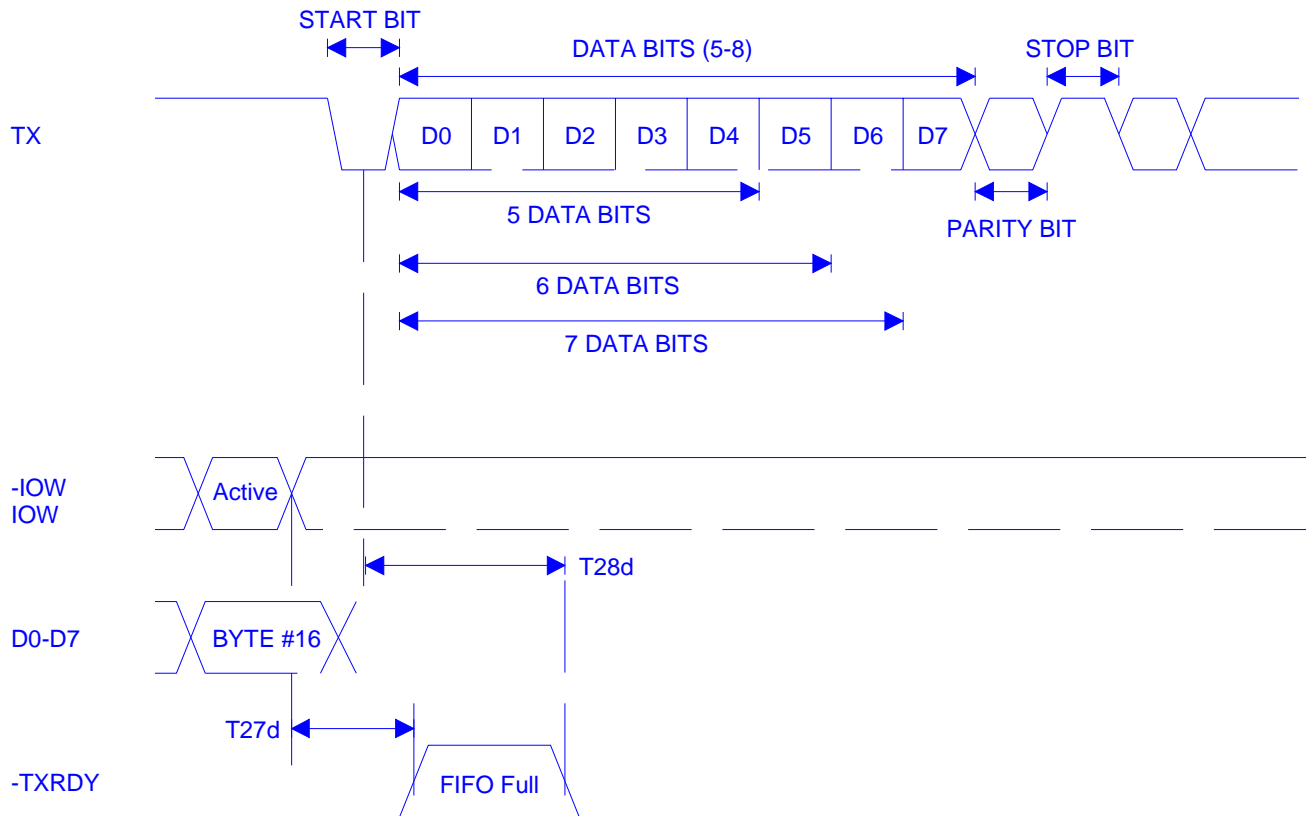 START BIT
DATA BITS (5-8)
STOP BIT
TX
D0 D1 D2 D3 D4 D5 D6 D7
5 DATA BITS
PARITY BIT
6 DATA BITS
7 DATA BITS
-IOW
IOW
Active
T28d
D0-D7
BYTE #16
T27d
-TXRDY
FIFO Full